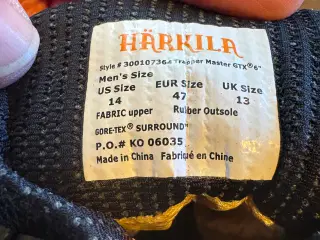 HÄRKILA
Style # 300107364 Trapper Master GTX® 6"
Men's Size
US Size EUR Size UK Size
14 47 13
FABRIC upper Rubber Outsole
GORE-TEX® SURROUND™
P.O.# KO 06035
Made in China Fabriqué en Chine